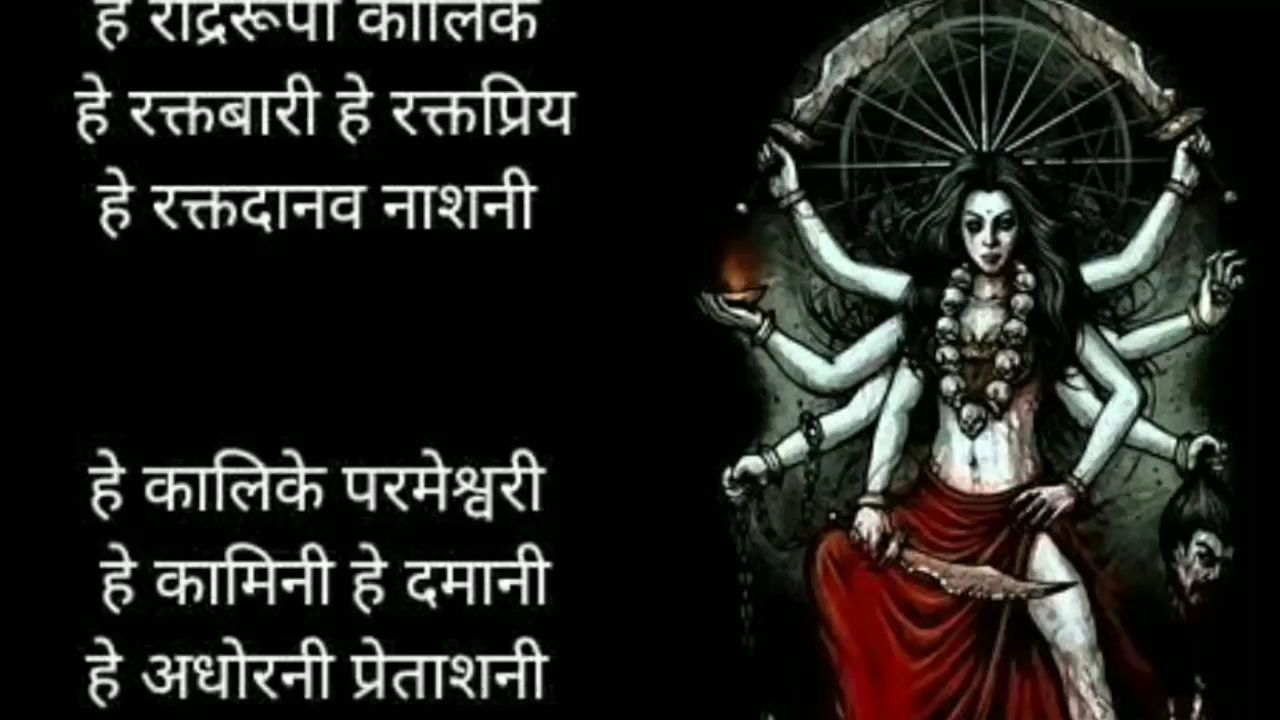 हे रौद्ररूपा कालिके
हे रक्तबारी हे रक्तप्रिय
हे रक्तदानव नाशनी
हे कालिके परमेश्वरी
हे कामिनी हे दमानी
हे अधोरनी प्रेताशनी